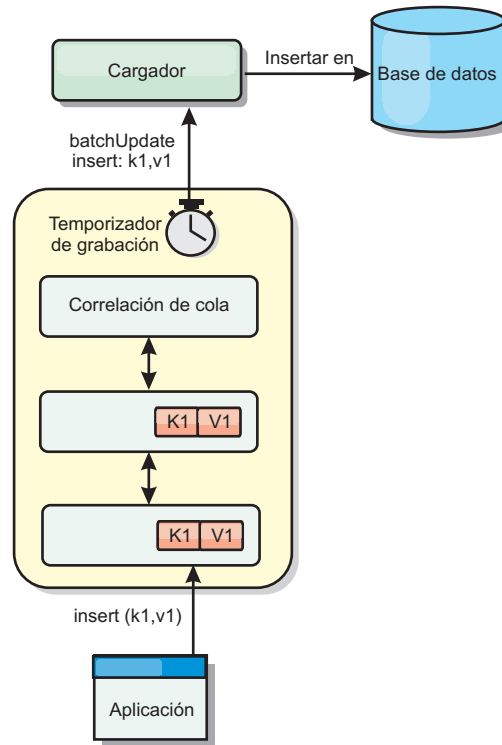 Cargador
Insertar en
Base de datos
batchUpdate
insert: k1,v1
Temporizador
de grabación
Correlación de cola
K1 V1
K1 V1
insert (k1,v1)
Aplicación